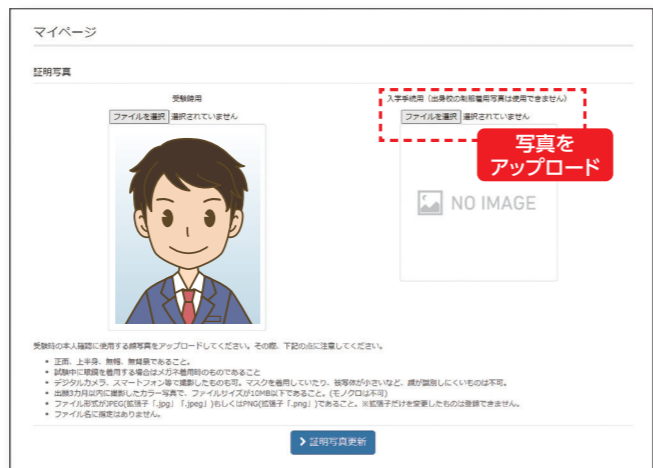 マイページ
証明写真
受験時用
ファイルを選択 選択されていません
入学手続用（出身校の制服着用写真は使用できません）
ファイルを選択 選択されていません
写真を
アップロード
NO IMAGE
受験時の本人確認に使用する顔写真をアップロードしてください。その際、下記の点に注意してください。
• 正面、上半身、無帽、無背景であること。
• 試験中に眼鏡を着用する場合はメガネ着用時のものであること
• デジタルカメラ、スマートフォン等で撮影したものも可。マスクを着用していたり、被写体が小さいなど、顔が識別しにくいものは不可。
• 出願3カ月以内に撮影したカラー写真で、ファイルサイズが10MB以下であること。(モノクロは不可)
• ファイル形式がJPEG(拡張子「.jpg」「.jpeg」)もしくはPNG(拡張子「.png」)であること。※拡張子だけを変更したものは登録できません。
• ファイル名に指定はありません。
> 証明写真更新